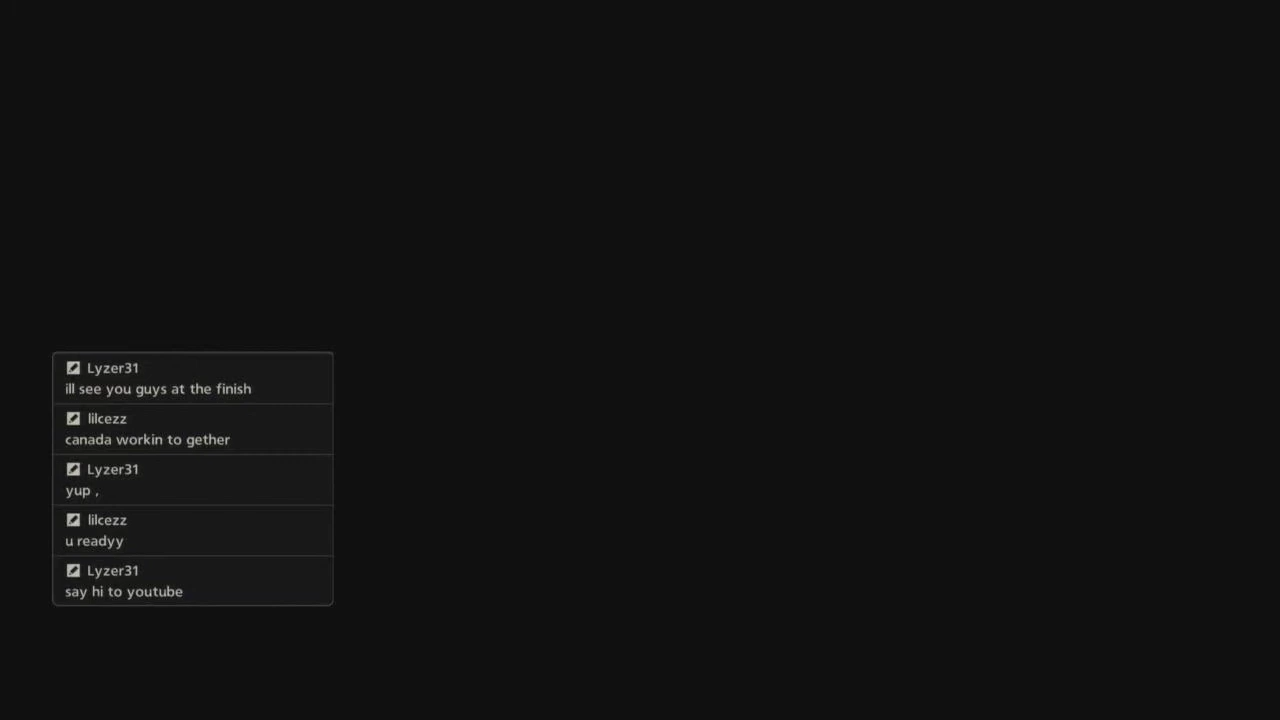 Lyzer31
ill see you guys at the finish
lilcezz
canada workin to gether
Lyzer31
yup ,
lilcezz
u readyy
Lyzer31
say hi to youtube